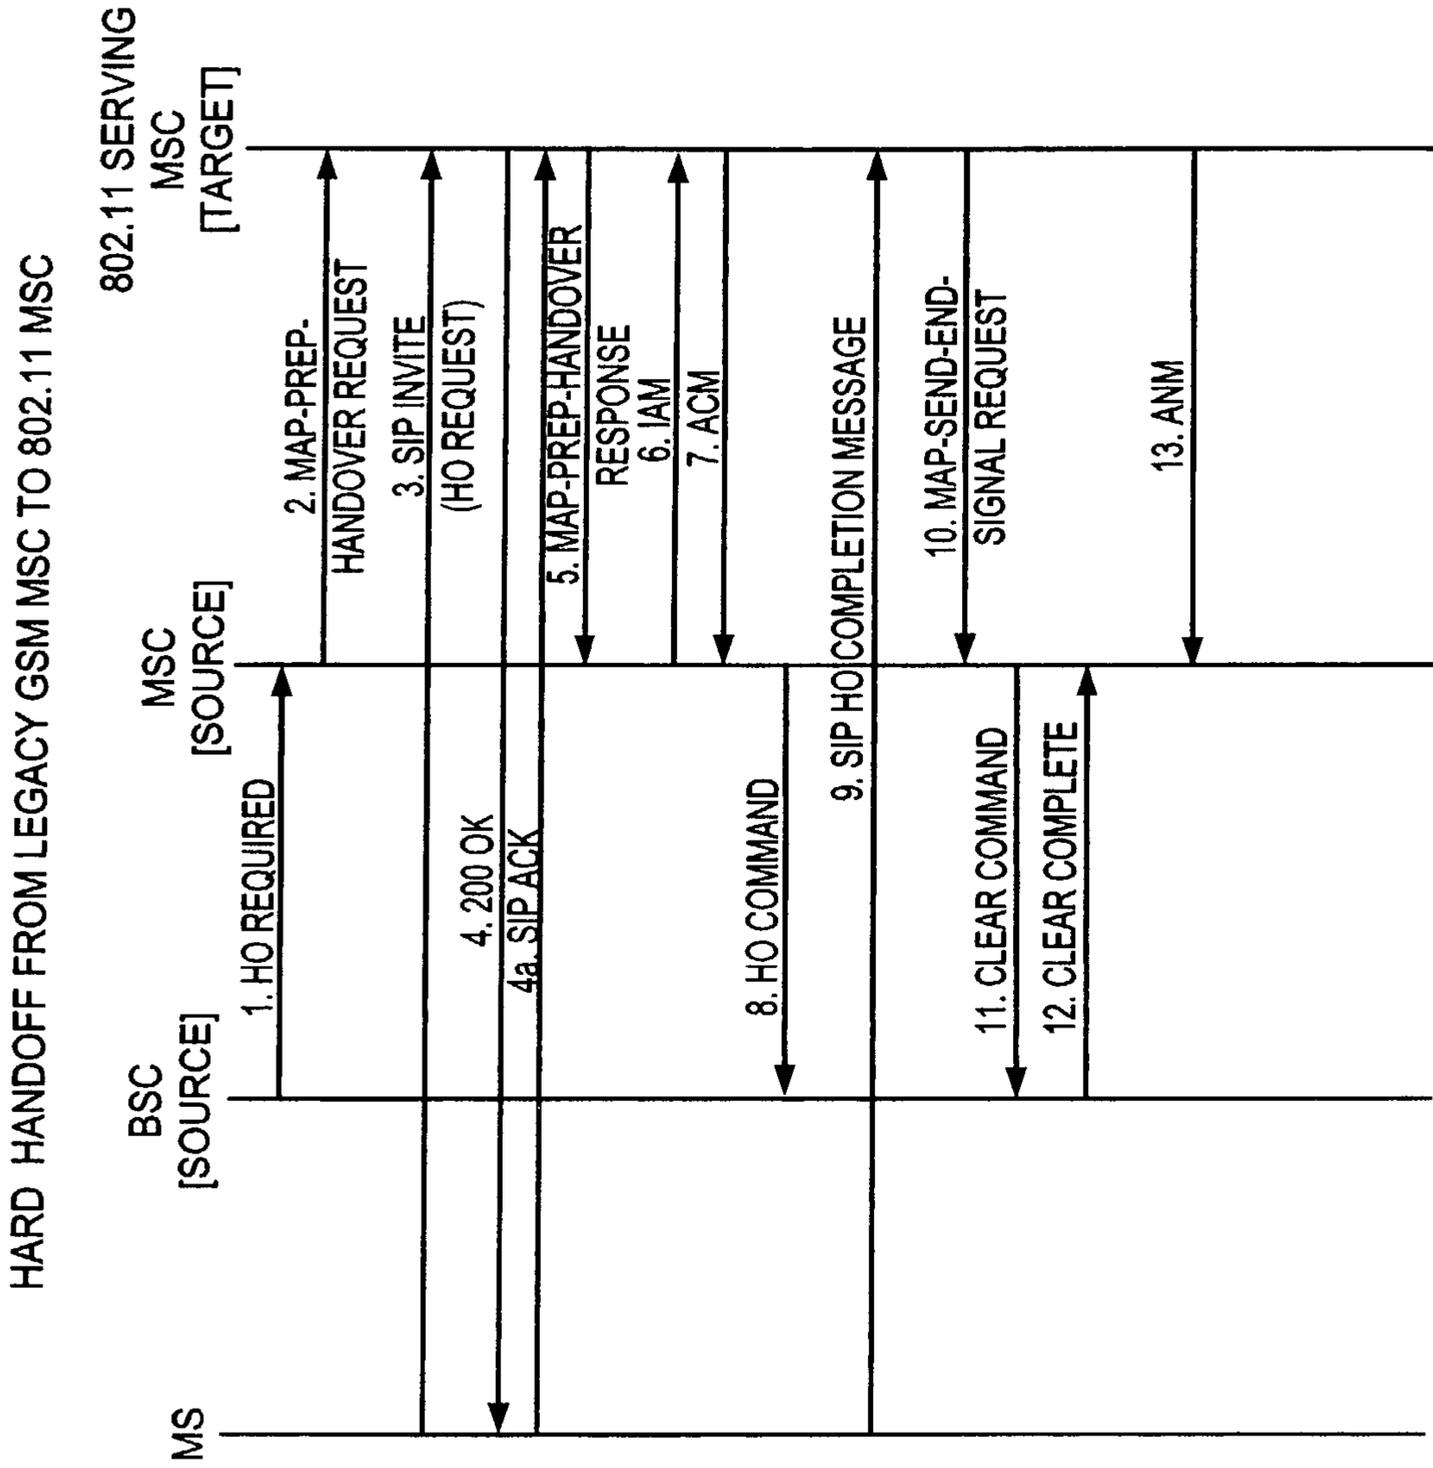 HARD HANDOFF FROM LEGACY GSM MSC TO 802.11 MSC
MS
BSC
[SOURCE]
MSC
[SOURCE]
802.11 SERVING
MSC
[TARGET]
1. HO REQUIRED
2. MAP-PREP-
HANDOVER REQUEST
3. SIP INVITE
(HO REQUEST)
4. 200 OK
4a. SIP ACK
5. MAP-PREP-HANDOVER
RESPONSE
6. IAM
7. ACM
8. HO COMMAND
9. SIP HO COMPLETION MESSAGE
10. MAP-SEND-END-
SIGNAL REQUEST
11. CLEAR COMMAND
12. CLEAR COMPLETE
13. ANM